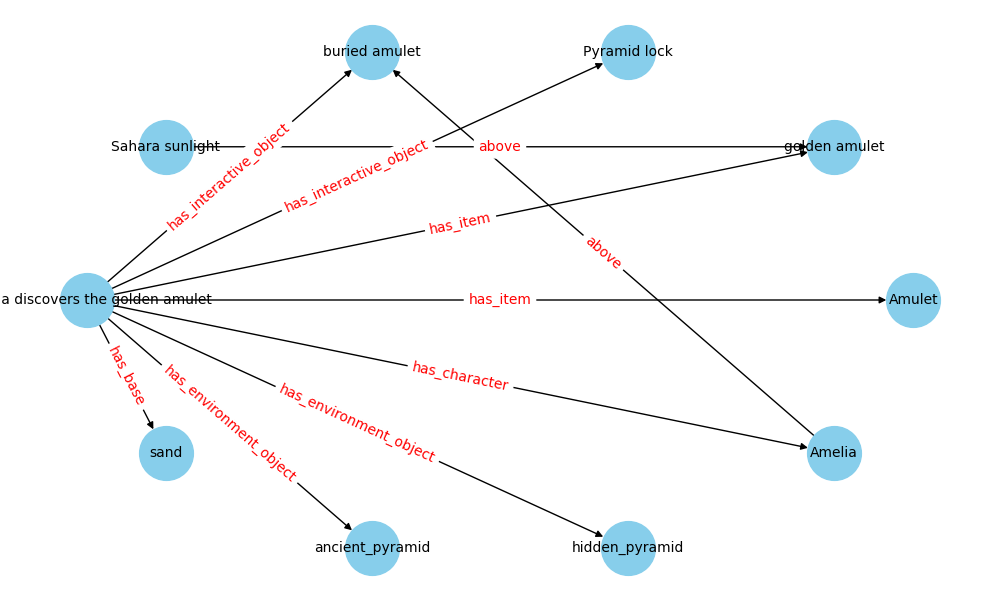 buried amulet
Pyramid lock
Sahara sunlight
above
golden amulet
has_interactive_object
has_interactive_object
has_item
above
a discovers the golden amulet
has_item
Amulet
has_base
has_environment_object
has_environment_object
has_character
sand
Amelia
ancient_pyramid
hidden_pyramid